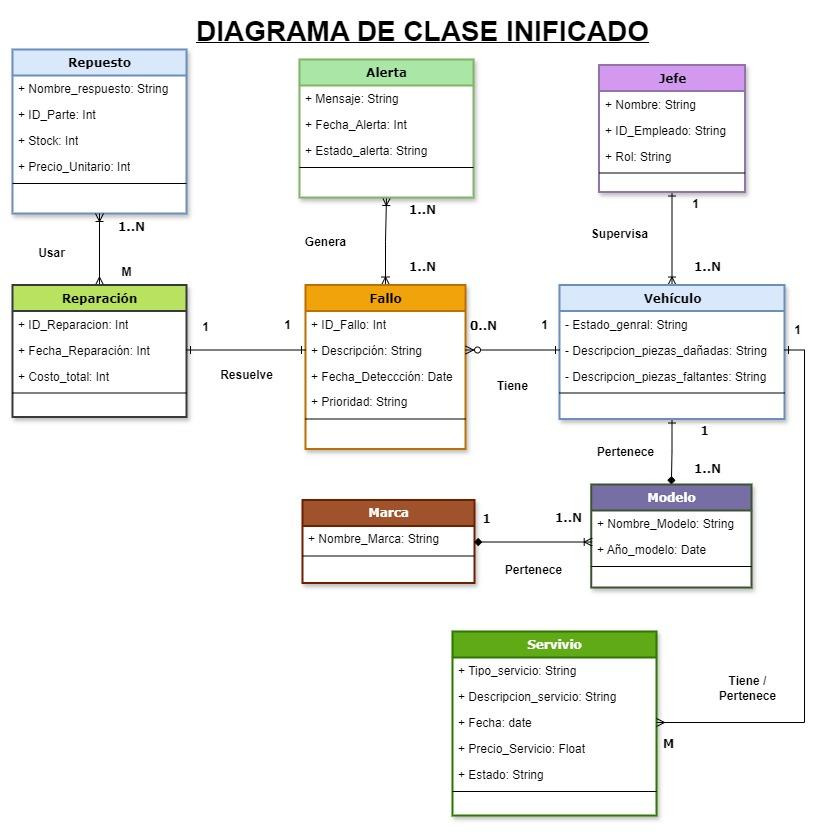 DIAGRAMA DE CLASE INIFICADO
Repuesto
+ Nombre_respuesto: String
+ ID_Parte: Int
+ Stock: Int
+ Precio_Unitario: Int
Alerta
+ Mensaje: String
+ Fecha_Alerta: Int
+ Estado_alerta: String
Jefe
+ Nombre: String
+ ID_Empleado: String
+ Rol: String
1..N
Usar
M
1..N
Genera
1..N
1
Supervisa
1..N
Reparación
+ ID_Reparacion: Int
+ Fecha_Reparación: Int
+ Costo_total: Int
1
1
Resuelve
Fallo
+ ID_Fallo: Int
+ Descripción: String
+ Fecha_Deteccción: Date
+ Prioridad: String
0..N
1
Tiene
Vehículo
- Estado_genral: String
- Descripcion_piezas_dañadas: String
- Descripcion_piezas_faltantes: String
1
1
Pertenece
1..N
Marca
+ Nombre_Marca: String
1
1..N
Pertenece
Modelo
+ Nombre_Modelo: String
+ Año_modelo: Date
Servivio
+ Tipo_servicio: String
+ Descripcion_servicio: String
+ Fecha: date
+ Precio_Servicio: Float
+ Estado: String
Tiene /
Pertenece
M